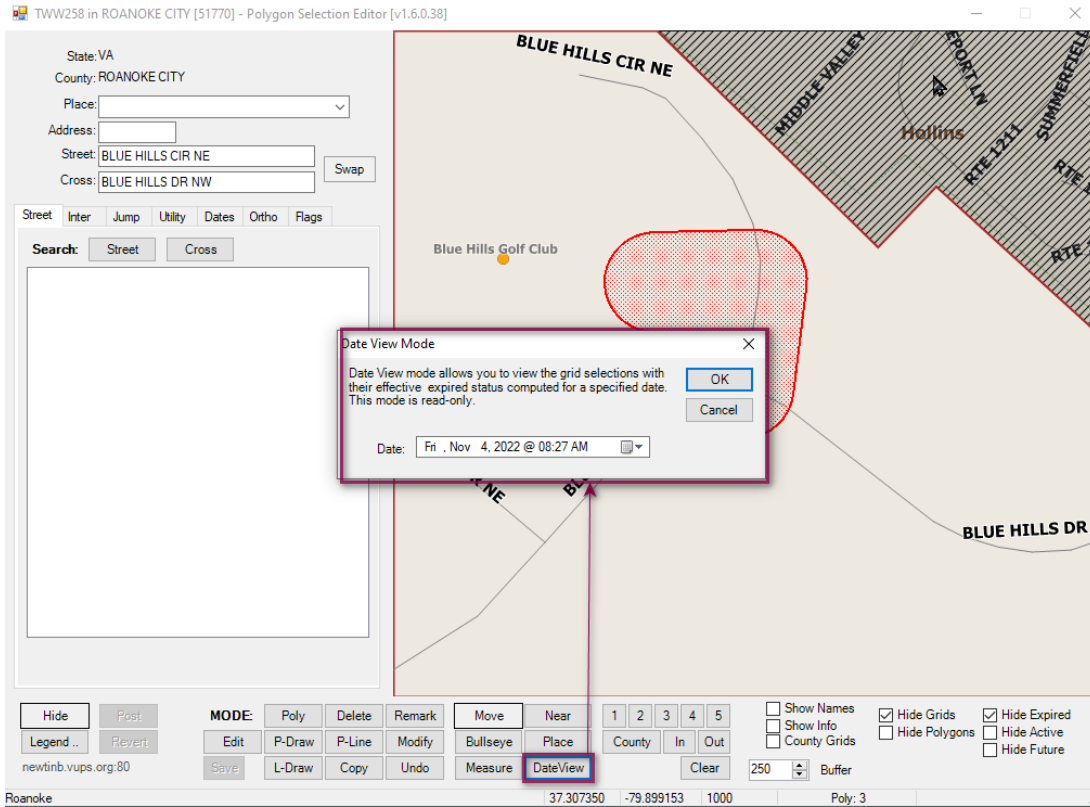 TWW258 in ROANOKE CITY [51770] - Polygon Selection Editor [v1.6.0.38]
State: VA
County: ROANOKE CITY
Place:
Address:
Street: BLUE HILLS CIR NE
Swap
Cross: BLUE HILLS DR NW
Street Inter Jump Utility Dates Ortho Flags
Search: Street Cross
BLUE HILLS CIR NE
MIDDLE VALLEY
EPORT LN
SUMMERFIEL
Hollins
RTE 1211
RTE
RTE
Blue Hills Golf Club
Date View Mode
Date View mode allows you to view the grid selections with
their effective expired status computed for a specified date.
This mode is read-only.
OK
Cancel
Date: Fri , Nov 4, 2022 @ 08:27 AM
R NE
BL
BLUE HILLS DR
Hide Post MODE: Poly Delete Remark Move Near 1 2 3 4 5
Legend .. Revert Edit P-Draw P-Line Modify Bullseye Place County In Out
newtinb.vups.org:80 Save L-Draw Copy Undo Measure DateView Clear 250 Buffer
Show Names
Show Info
County Grids
Hide Grids
Hide Polygons
Hide Expired
Hide Active
Hide Future
Roanoke 37.307350 -79.899153 1000 Poly: 3